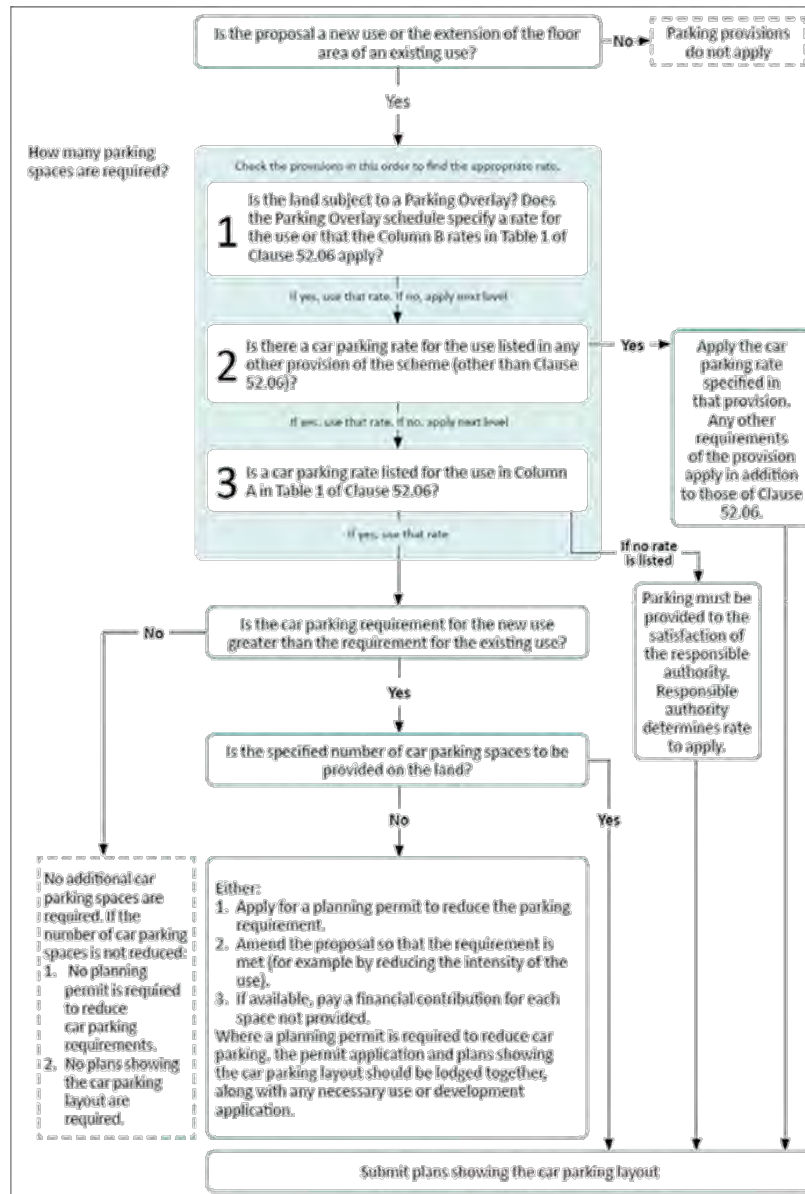 Is the proposal a new use or the extension of the floor
area of an existing use?
No
Parking provisions
do not apply
Yes
How many parking
spaces are required?
Check the provisions in this order to find the appropriate rate.
1
Is the land subject to a Parking Overlay? Does
the Parking Overlay schedule specify a rate for
the use or that the Column B rates in Table 1 of
Clause 52.06 apply?
If yes, use that rate. If no, apply next level
2
Is there a car parking rate for the use listed in any
other provision of the scheme (other than Clause
52.06)?
Yes
Apply the car
parking rate
specified in
that provision.
Any other
requirements
of the provision
apply in addition
to those of Clause
52.06.
If yes, use that rate. If no, apply next level
3
Is a car parking rate listed for the use in Column
A in Table 1 of Clause 52.06?
If yes, use that rate
If no rate
is listed
Parking must be
provided to the
satisfaction of
the responsible
authority.
Responsible
authority
determines rate
to apply.
Is the car parking requirement for the new use
greater than the requirement for the existing use?
No
Yes
Is the specified number of car parking spaces to be
provided on the land?
No
Yes
No additional car
parking spaces are
required. If the
number of car parking
spaces is not reduced:
1. No planning
permit is required
to reduce
car parking
requirements.
2. No plans showing
the car parking
layout are
required.
Either:
1. Apply for a planning permit to reduce the parking
requirement.
2. Amend the proposal so that the requirement is
met (for example by reducing the intensity of the
use).
3. If available, pay a financial contribution for each
space not provided.
Where a planning permit is required to reduce car
parking, the permit application and plans showing
the car parking layout should be lodged together,
along with any necessary use or development
application.
Submit plans showing the car parking layout